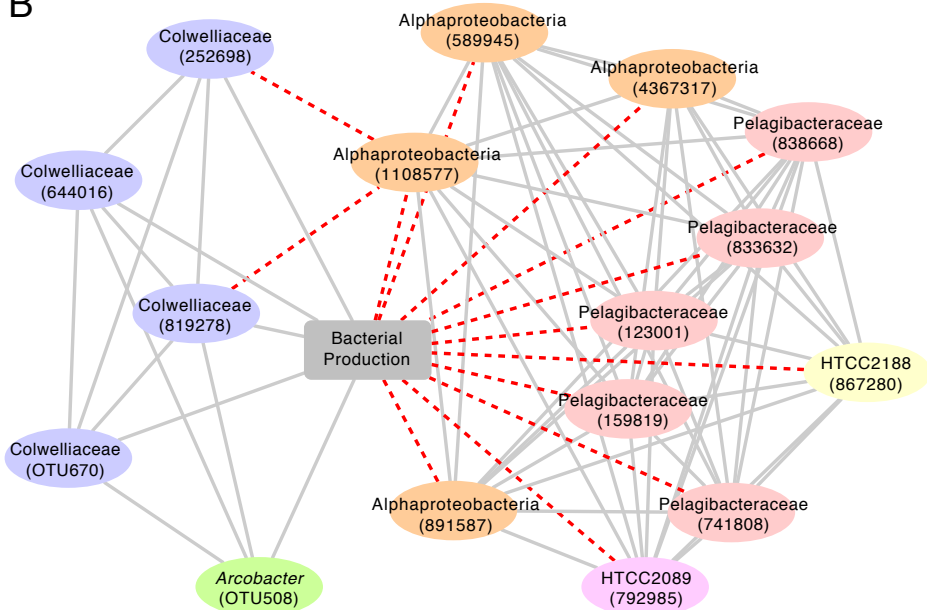 B
Colwelliaceae
(252698)
Alphaproteobacteria
(589945)
Alphaproteobacteria
(4367317)
Pelagibacteraceae
(838668)
Colwelliaceae
(644016)
Alphaproteobacteria
(1108577)
Pelagibacteraceae
(833632)
Colwelliaceae
(819278)
Bacterial
Production
Pelagibacteraceae
(123001)
HTCC2188
(867280)
Pelagibacteraceae
(159819)
Colwelliaceae
(OTU670)
Alphaproteobacteria
(891587)
Pelagibacteraceae
(741808)
Arcobacter
(OTU508)
HTCC2089
(792985)